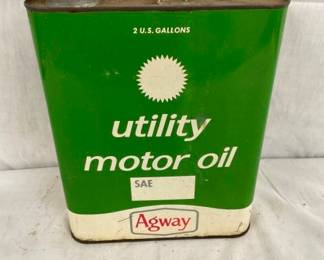 2 U.S. GALLONS
utility
motor oil
SAE
Agway